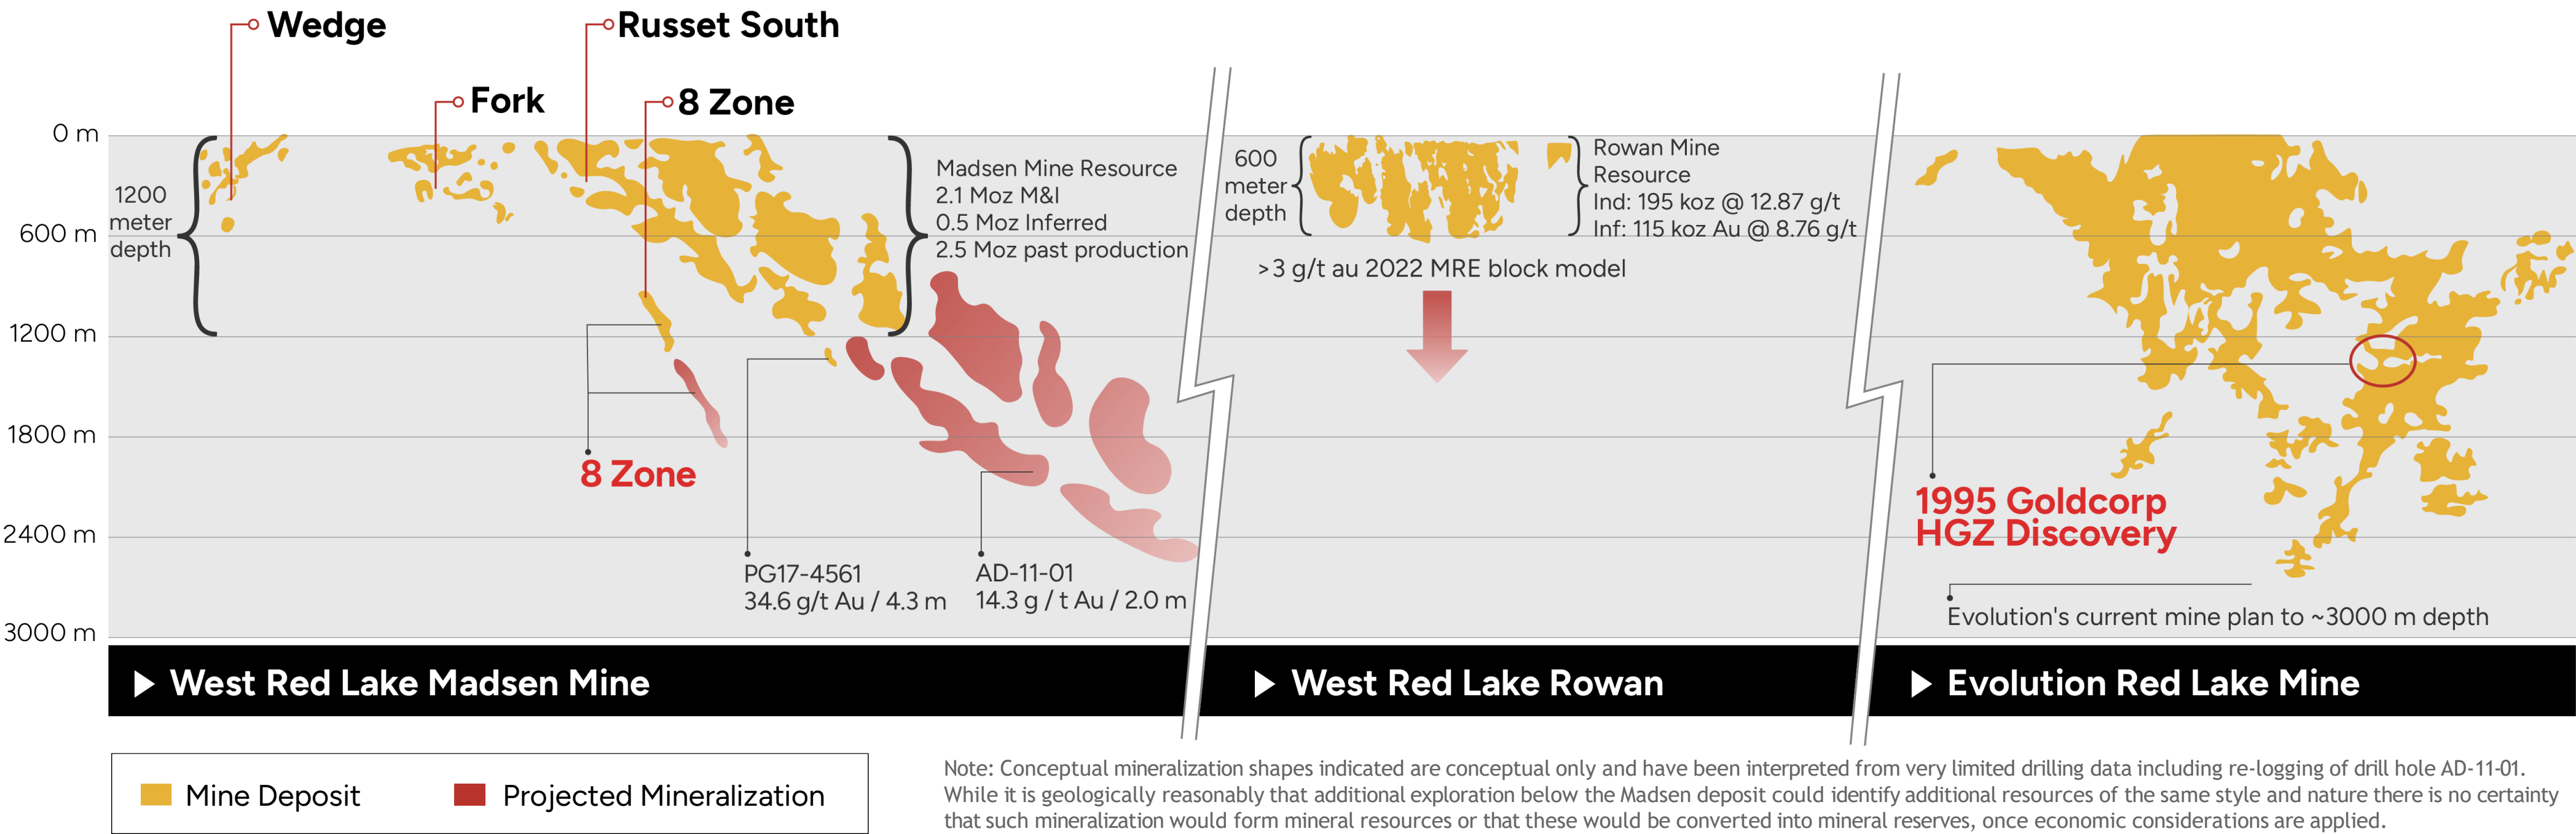 Wedge
Russet South
Fork
8 Zone
0 m
600 m
1200 m
1800 m
2400 m
3000 m
1200
meter
depth
Madsen Mine Resource
2.1 Moz M&I
0.5 Moz Inferred
2.5 Moz past production
8 Zone
PG17-4561
34.6 g/t Au / 4.3 m
AD-11-01
14.3 g / t Au / 2.0 m
600
meter
depth
Rowan Mine
Resource
Ind: 195 koz @ 12.87 g/t
Inf: 115 koz Au @ 8.76 g/t
>3 g/t au 2022 MRE block model
1995 Goldcorp
HGZ Discovery
Evolution's current mine plan to ~3000 m depth
West Red Lake Madsen Mine
West Red Lake Rowan
Evolution Red Lake Mine
Mine Deposit
Projected Mineralization
Note: Conceptual mineralization shapes indicated are conceptual only and have been interpreted from very limited drilling data including re-logging of drill hole AD-11-01.
While it is geologically reasonably that additional exploration below the Madsen deposit could identify additional resources of the same style and nature there is no certainty
that such mineralization would form mineral resources or that these would be converted into mineral reserves, once economic considerations are applied.